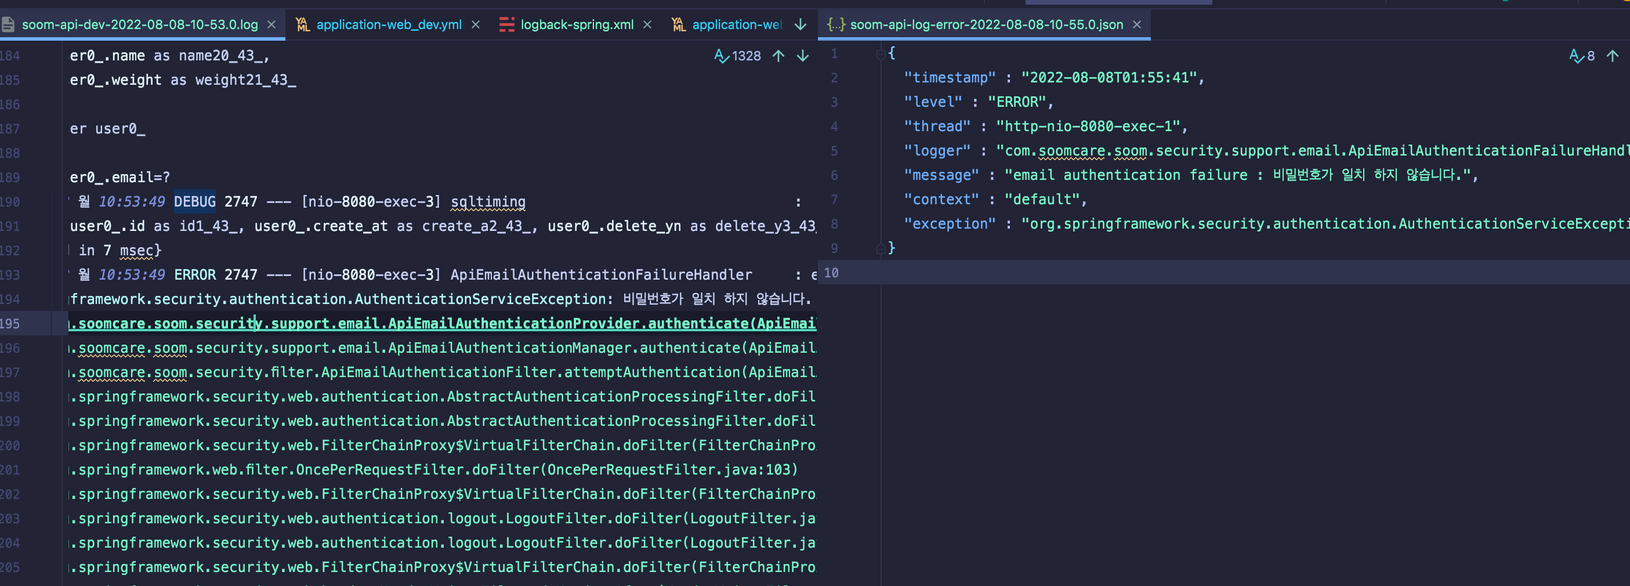 soom-api-dev-2022-08-08-10-53.0.log
application-web_dev.yml
logback-spring.xml
application-we
soom-api-log-error-2022-08-08-10-55.0.json
184 er0_.name as name20_43_,
185 er0_.weight as weight21_43_
186
187 er user0_
188
189 er0_.email=?
190 월 10:53:49 DEBUG 2747 --- [nio-8080-exec-3] sqltiming :
191 user0_.id as id1_43_, user0_.create_at as create_a2_43_, user0_.delete_yn as delete_y3_43_
192 in 7 msec}
193 월 10:53:49 ERROR 2747 --- [nio-8080-exec-3] ApiEmailAuthenticationFailureHandler : e
194 framework.security.authentication.AuthenticationServiceException: 비밀번호가 일치 하지 않습니다.
195 .soomcare.soom.security.support.email.ApiEmailAuthenticationProvider.authenticate(ApiEmai
196 .soomcare.soom.security.support.email.ApiEmailAuthenticationManager.authenticate(ApiEmail
197 .soomcare.soom.security.filter.ApiEmailAuthenticationFilter.attemptAuthentication(ApiEmail
198 .springframework.security.web.authentication.AbstractAuthenticationProcessingFilter.doFil
199 .springframework.security.web.authentication.AbstractAuthenticationProcessingFilter.doFil
200 .springframework.security.web.FilterChainProxy$VirtualFilterChain.doFilter(FilterChainPro
201 .springframework.web.filter.OncePerRequestFilter.doFilter(OncePerRequestFilter.java:103)
202 .springframework.security.web.FilterChainProxy$VirtualFilterChain.doFilter(FilterChainPro
203 .springframework.security.web.authentication.logout.LogoutFilter.doFilter(LogoutFilter.ja
204 .springframework.security.web.authentication.logout.LogoutFilter.doFilter(LogoutFilter.ja
205 .springframework.security.web.FilterChainProxy$VirtualFilterChain.doFilter(FilterChainPro
1328
1 {
2 "timestamp" : "2022-08-08T01:55:41",
3 "level" : "ERROR",
4 "thread" : "http-nio-8080-exec-1",
5 "logger" : "com.soomcare.soom.security.support.email.ApiEmailAuthenticationFailureHandl
6 "message" : "email authentication failure : 비밀번호가 일치 하지 않습니다.",
7 "context" : "default",
8 "exception" : "org.springframework.security.authentication.AuthenticationServiceExcepti
9 }
10
8